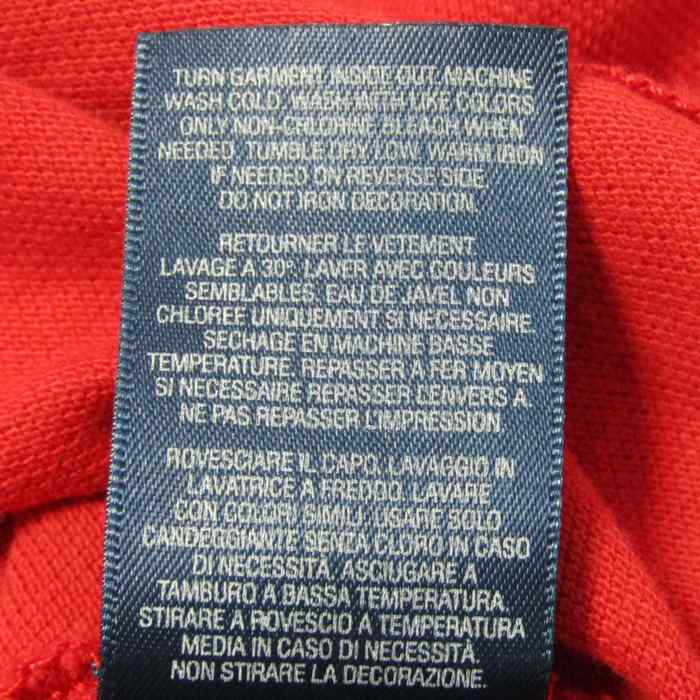 TURN GARMENT INSIDE OUT. MACHINE
WASH COLD. WASH WITH LIKE COLORS
ONLY NON-CHLORINE BLEACH WHEN
NEEDED. TUMBLE DRY LOW. WARM IRON
IF NEEDED ON REVERSE SIDE.
DO NOT IRON DECORATION.
RETOURNER LE VETEMENT.
LAVAGE A 30°. LAVER AVEC COULEURS
SEMBLABLES. EAU DE JAVEL NON
CHLOREE UNIQUEMENT SI NECESSAIRE.
SECHAGE EN MACHINE BASSE
TEMPERATURE. REPASSER A FER MOYEN
SI NECESSAIRE REPASSER L'ENVERS A
NE PAS REPASSER L'IMPRESSION.
ROVESCIARE IL CAPO. LAVAGGIO IN
LAVATRICE A FREDDO. LAVARE
CON COLORI SIMILI. USARE SOLO
CANDEGGIANTE SENZA CLORO IN CASO
DI NECESSITÀ. ASCIUGARE A
TAMBURO A BASSA TEMPERATURA.
STIRARE A ROVESCIO A TEMPERATURA
MEDIA IN CASO DI NECESSITÀ.
NON STIRARE LA DECORAZIONE.